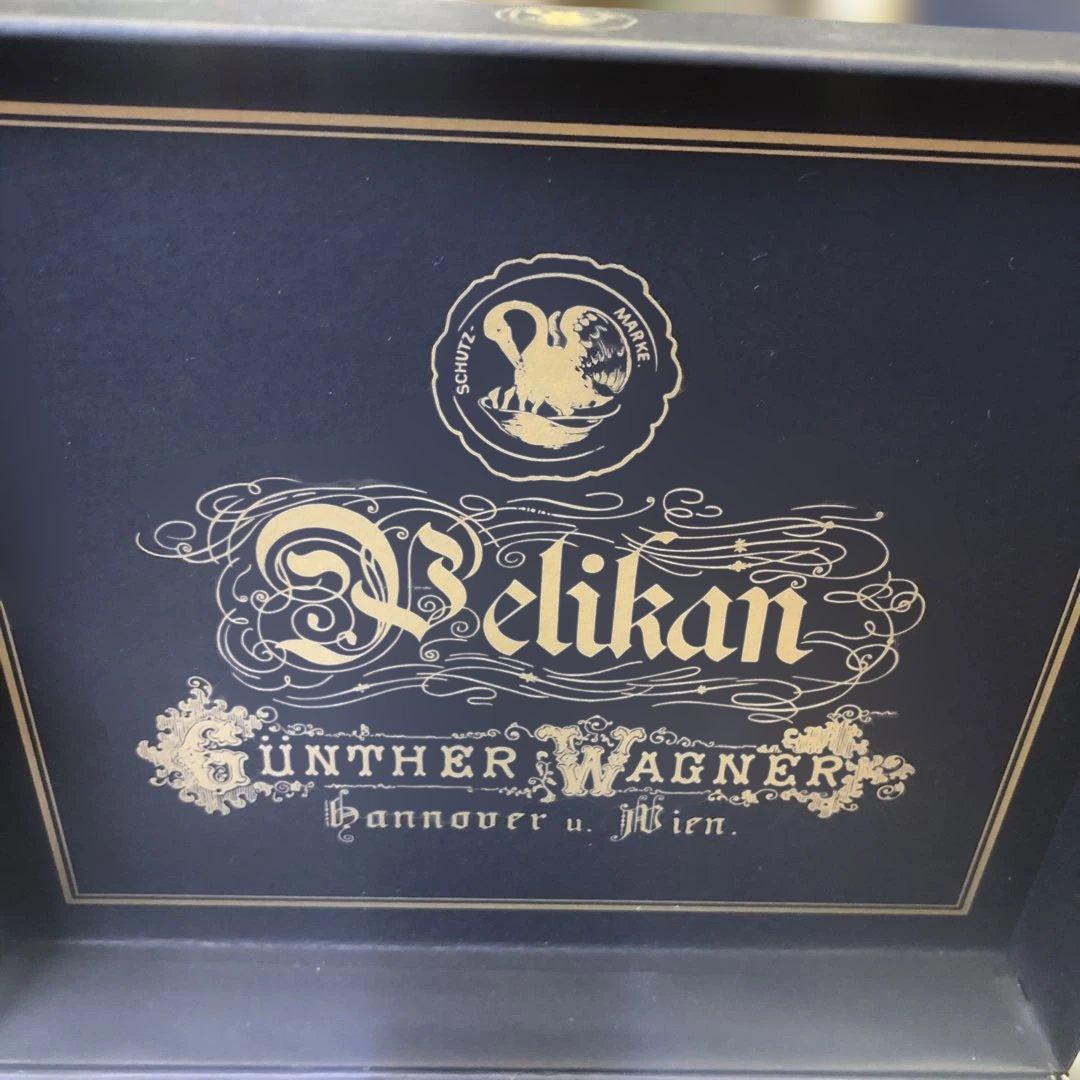 SCHUTZ- MARKE.
Pelikan
GÜNTHER WAGNER
Hannover u. Wien.